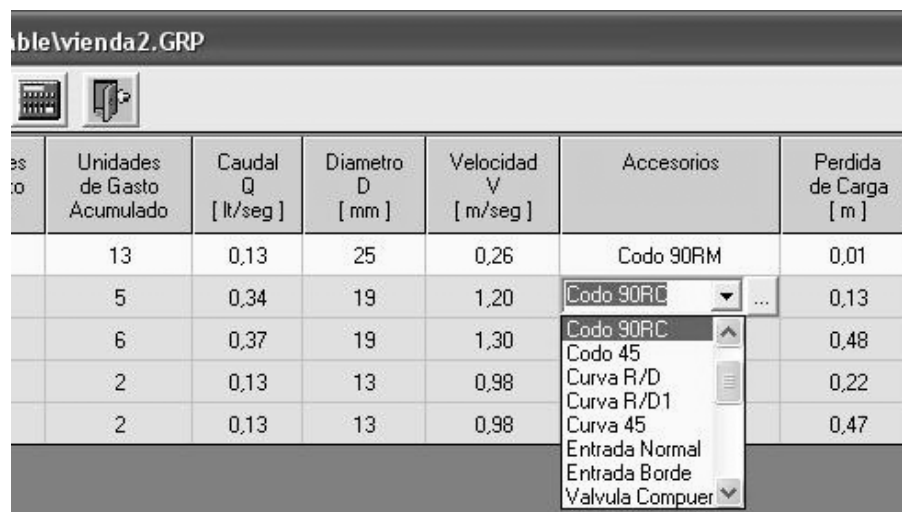 able\vienda2.GRP
es Unidades Caudal Diametro Velocidad Accesorios Perdida
to de Gasto Q D V de Carga
Acumulado [ lt/seg ] [ mm ] [ m/seg ] [ m ]
13 0,13 25 0,26 Codo 90RM 0,01
5 0,34 19 1,20 Codo 90RC ... 0,13
6 0,37 19 1,30 Codo 90RC 0,48
Codo 45
2 0,13 13 0,98 Curva R/D 0,22
Curva R/D1
2 0,13 13 0,98 Curva 45 0,47
Entrada Normal
Entrada Borde
Valvula Compuer